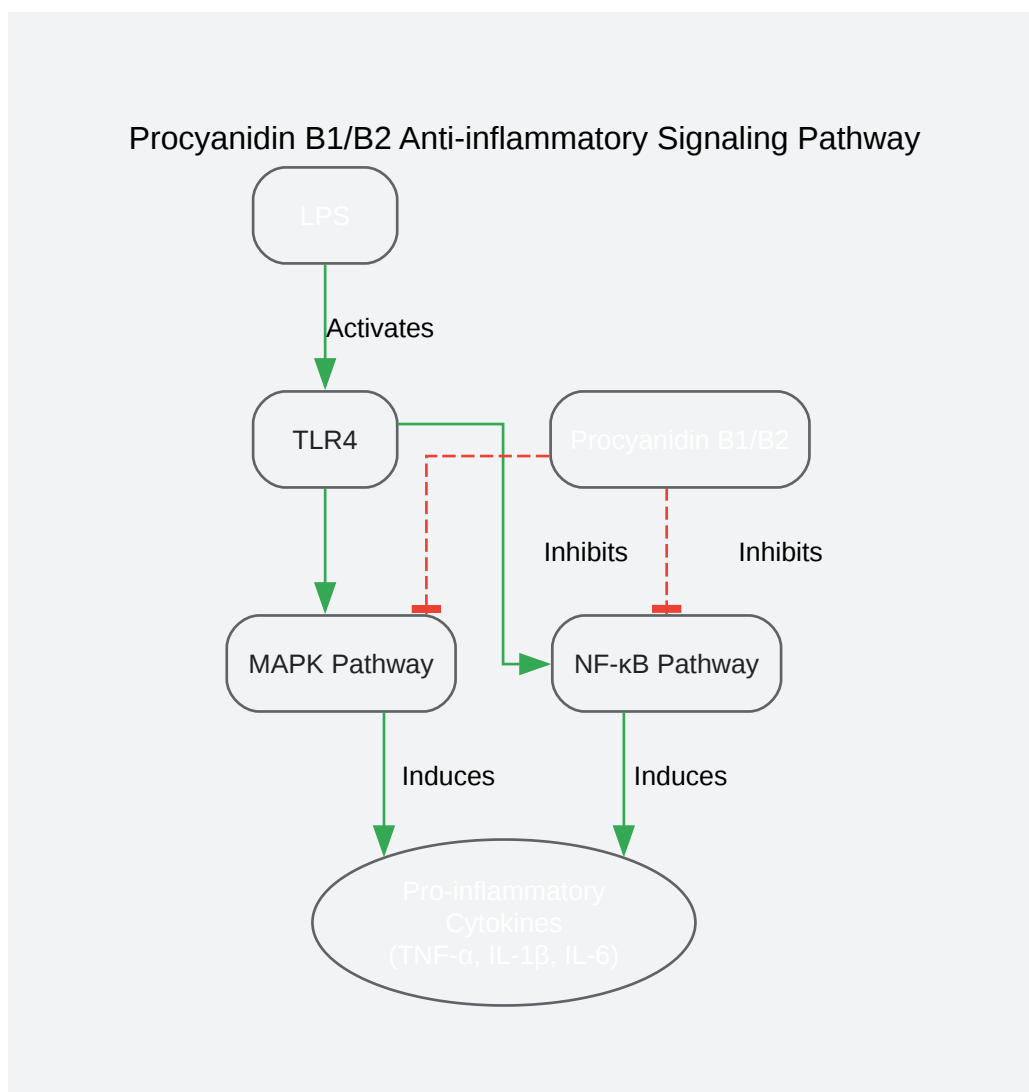 Procyanidin B1/B2 Anti-inflammatory Signaling Pathway
LPS
Activates
TLR4
Procyanidin B1/B2
Inhibits
Inhibits
MAPK Pathway
NF-κB Pathway
Induces
Induces
Pro-inflammatory
Cytokines
(TNF-α, IL-1β, IL-6)